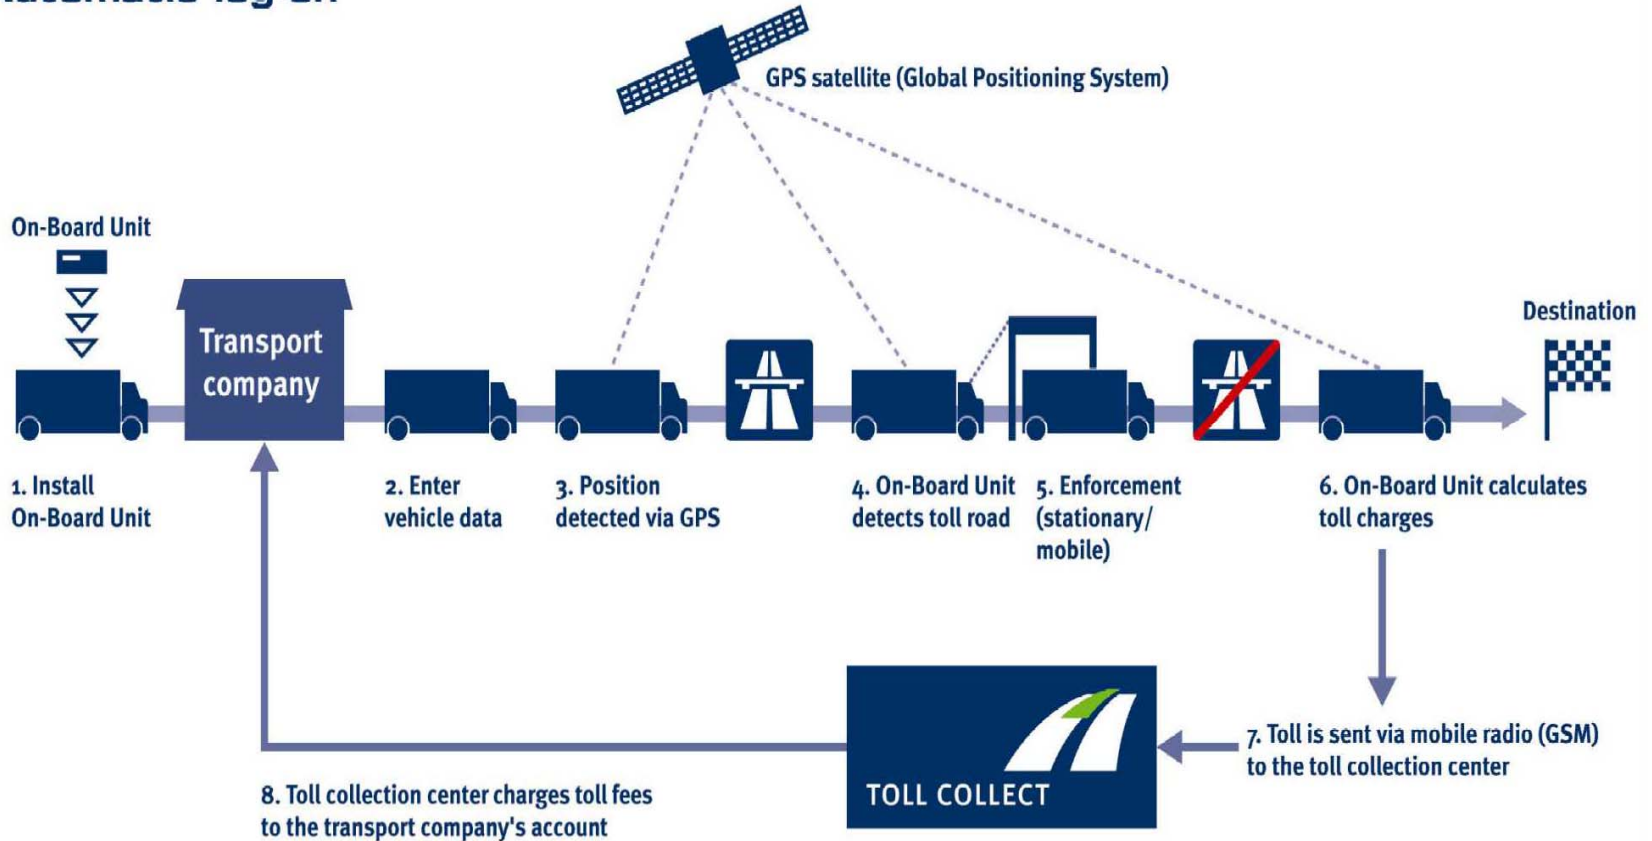 GPS satellite (Global Positioning System)
On-Board Unit
Transport
company
Destination
1. Install
On-Board Unit
2. Enter
vehicle data
3. Position
detected via GPS
4. On-Board Unit
detects toll road
5. Enforcement
(stationary/
mobile)
6. On-Board Unit calculates
toll charges
7. Toll is sent via mobile radio (GSM)
to the toll collection center
TOLL COLLECT
8. Toll collection center charges toll fees
to the transport company's account